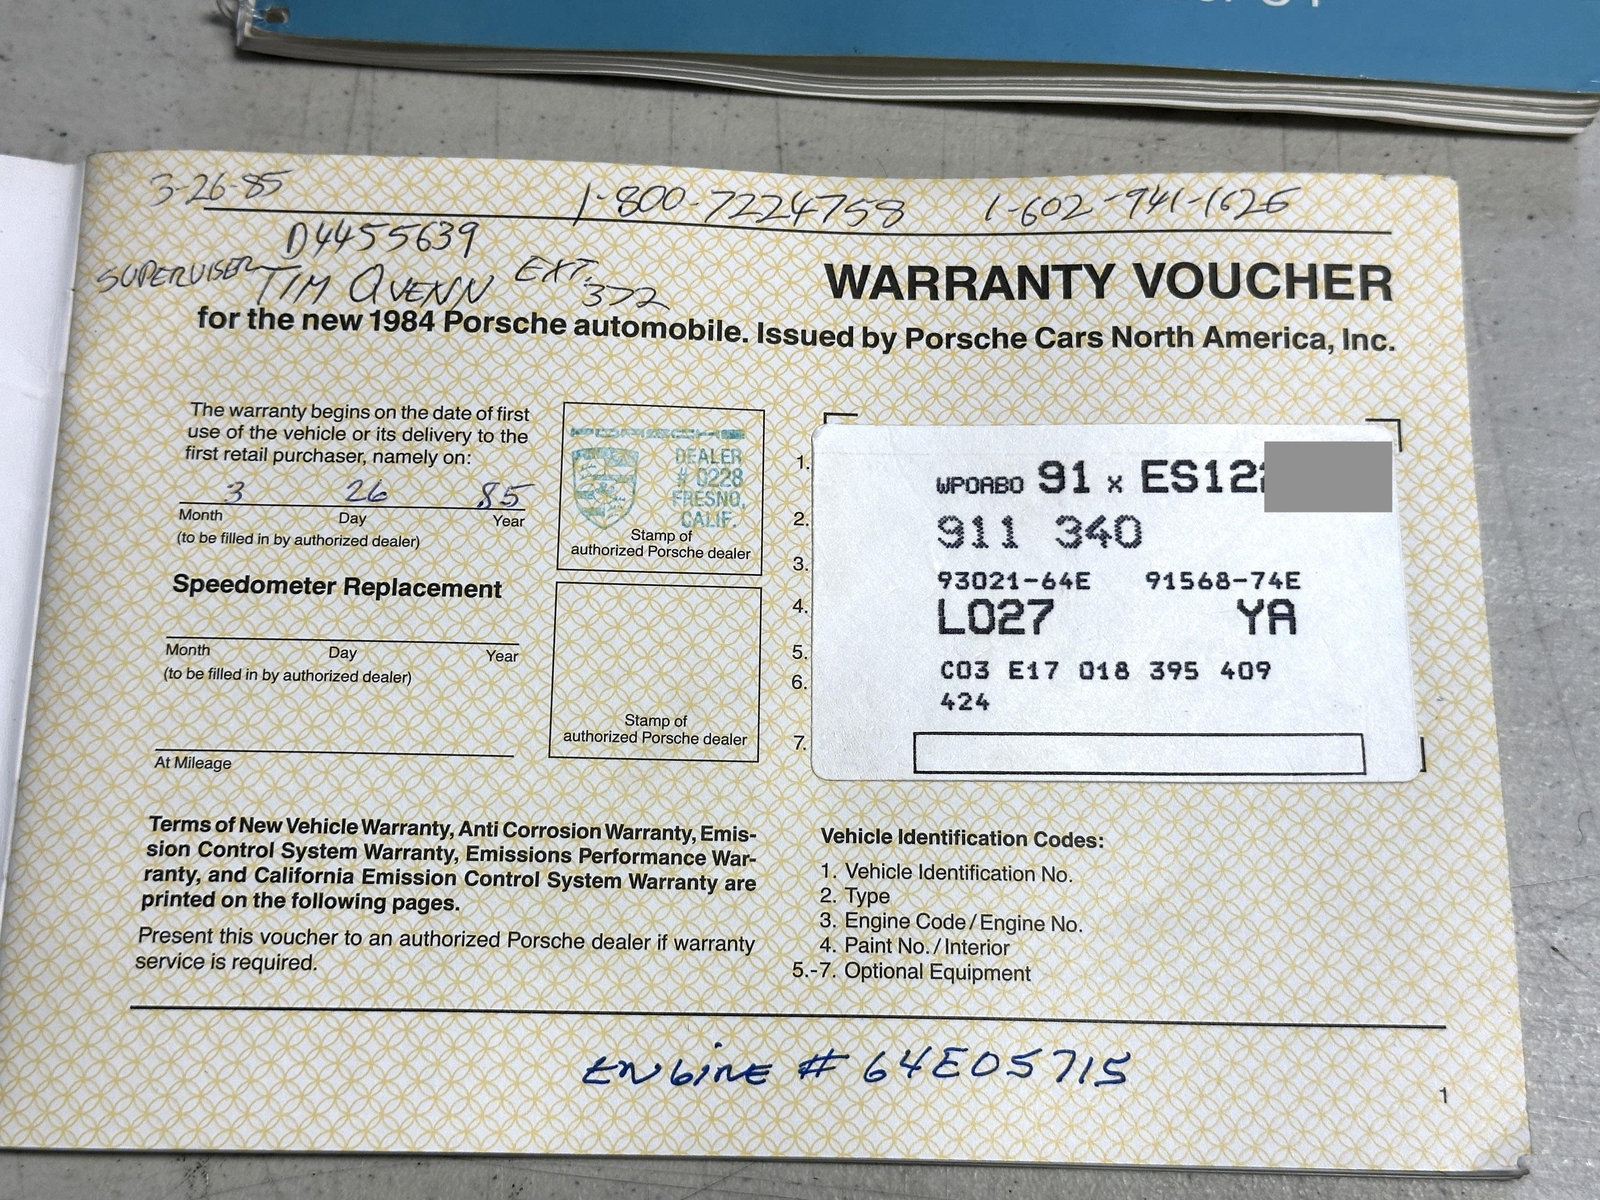 3-26-85 1-800-7224758 1-602-941-1626
D4455639
SUPERVISER TIM QVENN EXT. 372
WARRANTY VOUCHER
for the new 1984 Porsche automobile. Issued by Porsche Cars North America, Inc.
The warranty begins on the date of first
use of the vehicle or its delivery to the
first retail purchaser, namely on:
3 26 85
Month Day Year
(to be filled in by authorized dealer)
DEALER
# 0228
FRESNO,
CALIF.
Stamp of
authorized Porsche dealer
Speedometer Replacement
Month Day Year
(to be filled in by authorized dealer)
At Mileage
Stamp of
authorized Porsche dealer
1. WPOABO 91 x ES12
2. 911 340
3. 93021-64E 91568-74E
4. L027 YA
5. C03 E17 018 395 409
6. 424
7.
Terms of New Vehicle Warranty, Anti Corrosion Warranty, Emis-
sion Control System Warranty, Emissions Performance War-
ranty, and California Emission Control System Warranty are
printed on the following pages.
Present this voucher to an authorized Porsche dealer if warranty
service is required.
Vehicle Identification Codes:
1. Vehicle Identification No.
2. Type
3. Engine Code/Engine No.
4. Paint No./Interior
5.-7. Optional Equipment
ENGINE # 64E05715
1